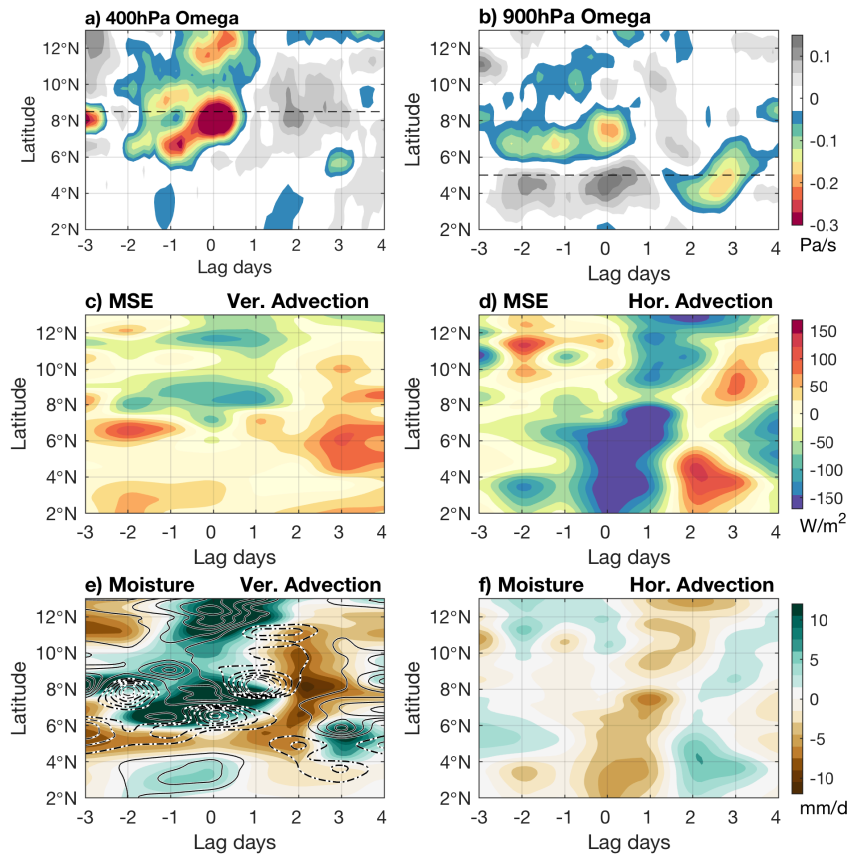 a) 400hPa Omega
b) 900hPa Omega
12°N
10°N
8°N
6°N
4°N
2°N
Latitude
-3 -2 -1 0 1 2 3 4
Lag days
12°N
10°N
8°N
6°N
4°N
2°N
Latitude
-3 -2 -1 0 1 2 3 4
Lag days
0.1
0
-0.1
-0.2
-0.3
Pa/s
c) MSE Ver. Advection
d) MSE Hor. Advection
12°N
10°N
8°N
6°N
4°N
2°N
Latitude
-3 -2 -1 0 1 2 3 4
Lag days
12°N
10°N
8°N
6°N
4°N
2°N
Latitude
-3 -2 -1 0 1 2 3 4
Lag days
150
100
50
0
-50
-100
-150
W/m²
e) Moisture Ver. Advection
f) Moisture Hor. Advection
12°N
10°N
8°N
6°N
4°N
2°N
Latitude
-3 -2 -1 0 1 2 3 4
Lag days
12°N
10°N
8°N
6°N
4°N
2°N
Latitude
-3 -2 -1 0 1 2 3 4
Lag days
10
5
0
-5
-10
mm/d